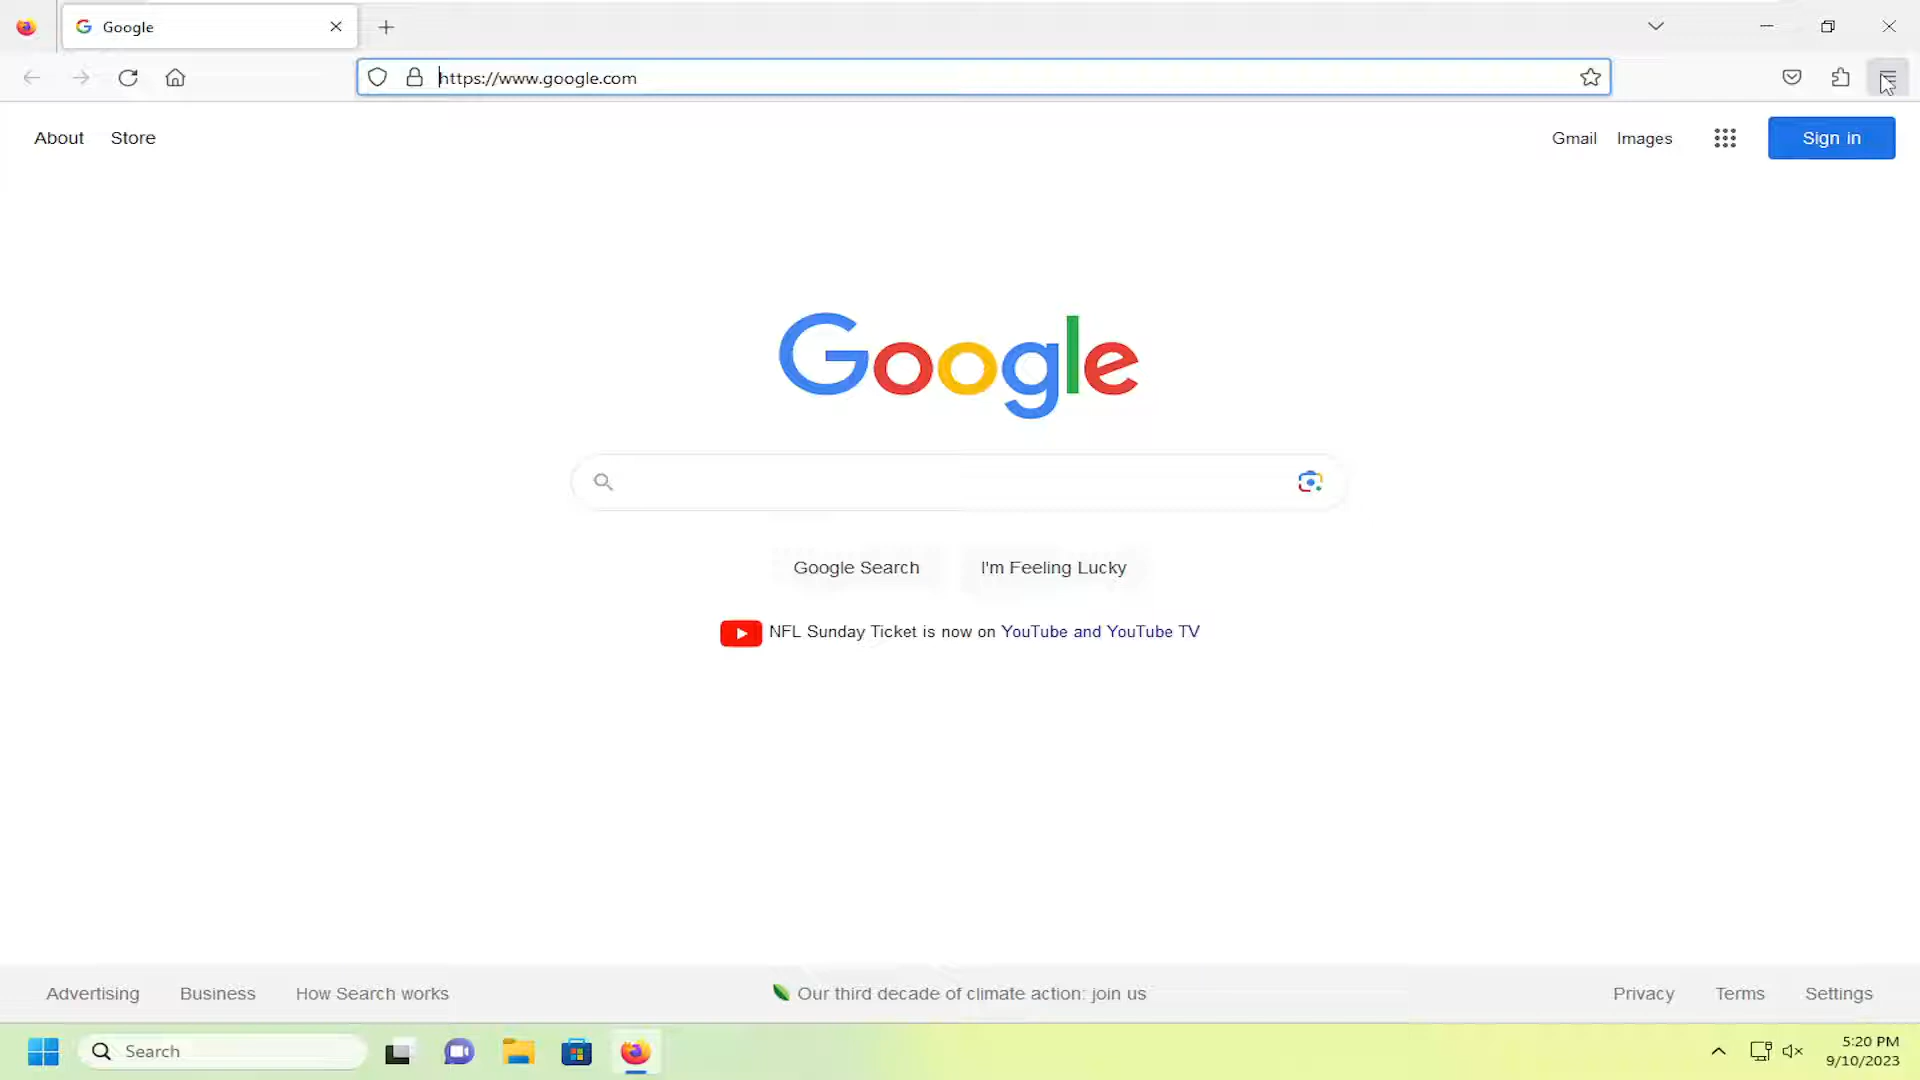 Google
https://www.google.com
About Store
Gmail Images Sign in
Google
Google Search I'm Feeling Lucky
NFL Sunday Ticket is now on YouTube and YouTube TV
Advertising Business How Search works
Our third decade of climate action: join us
Privacy Terms Settings
Search
5:20 PM
9/10/2023